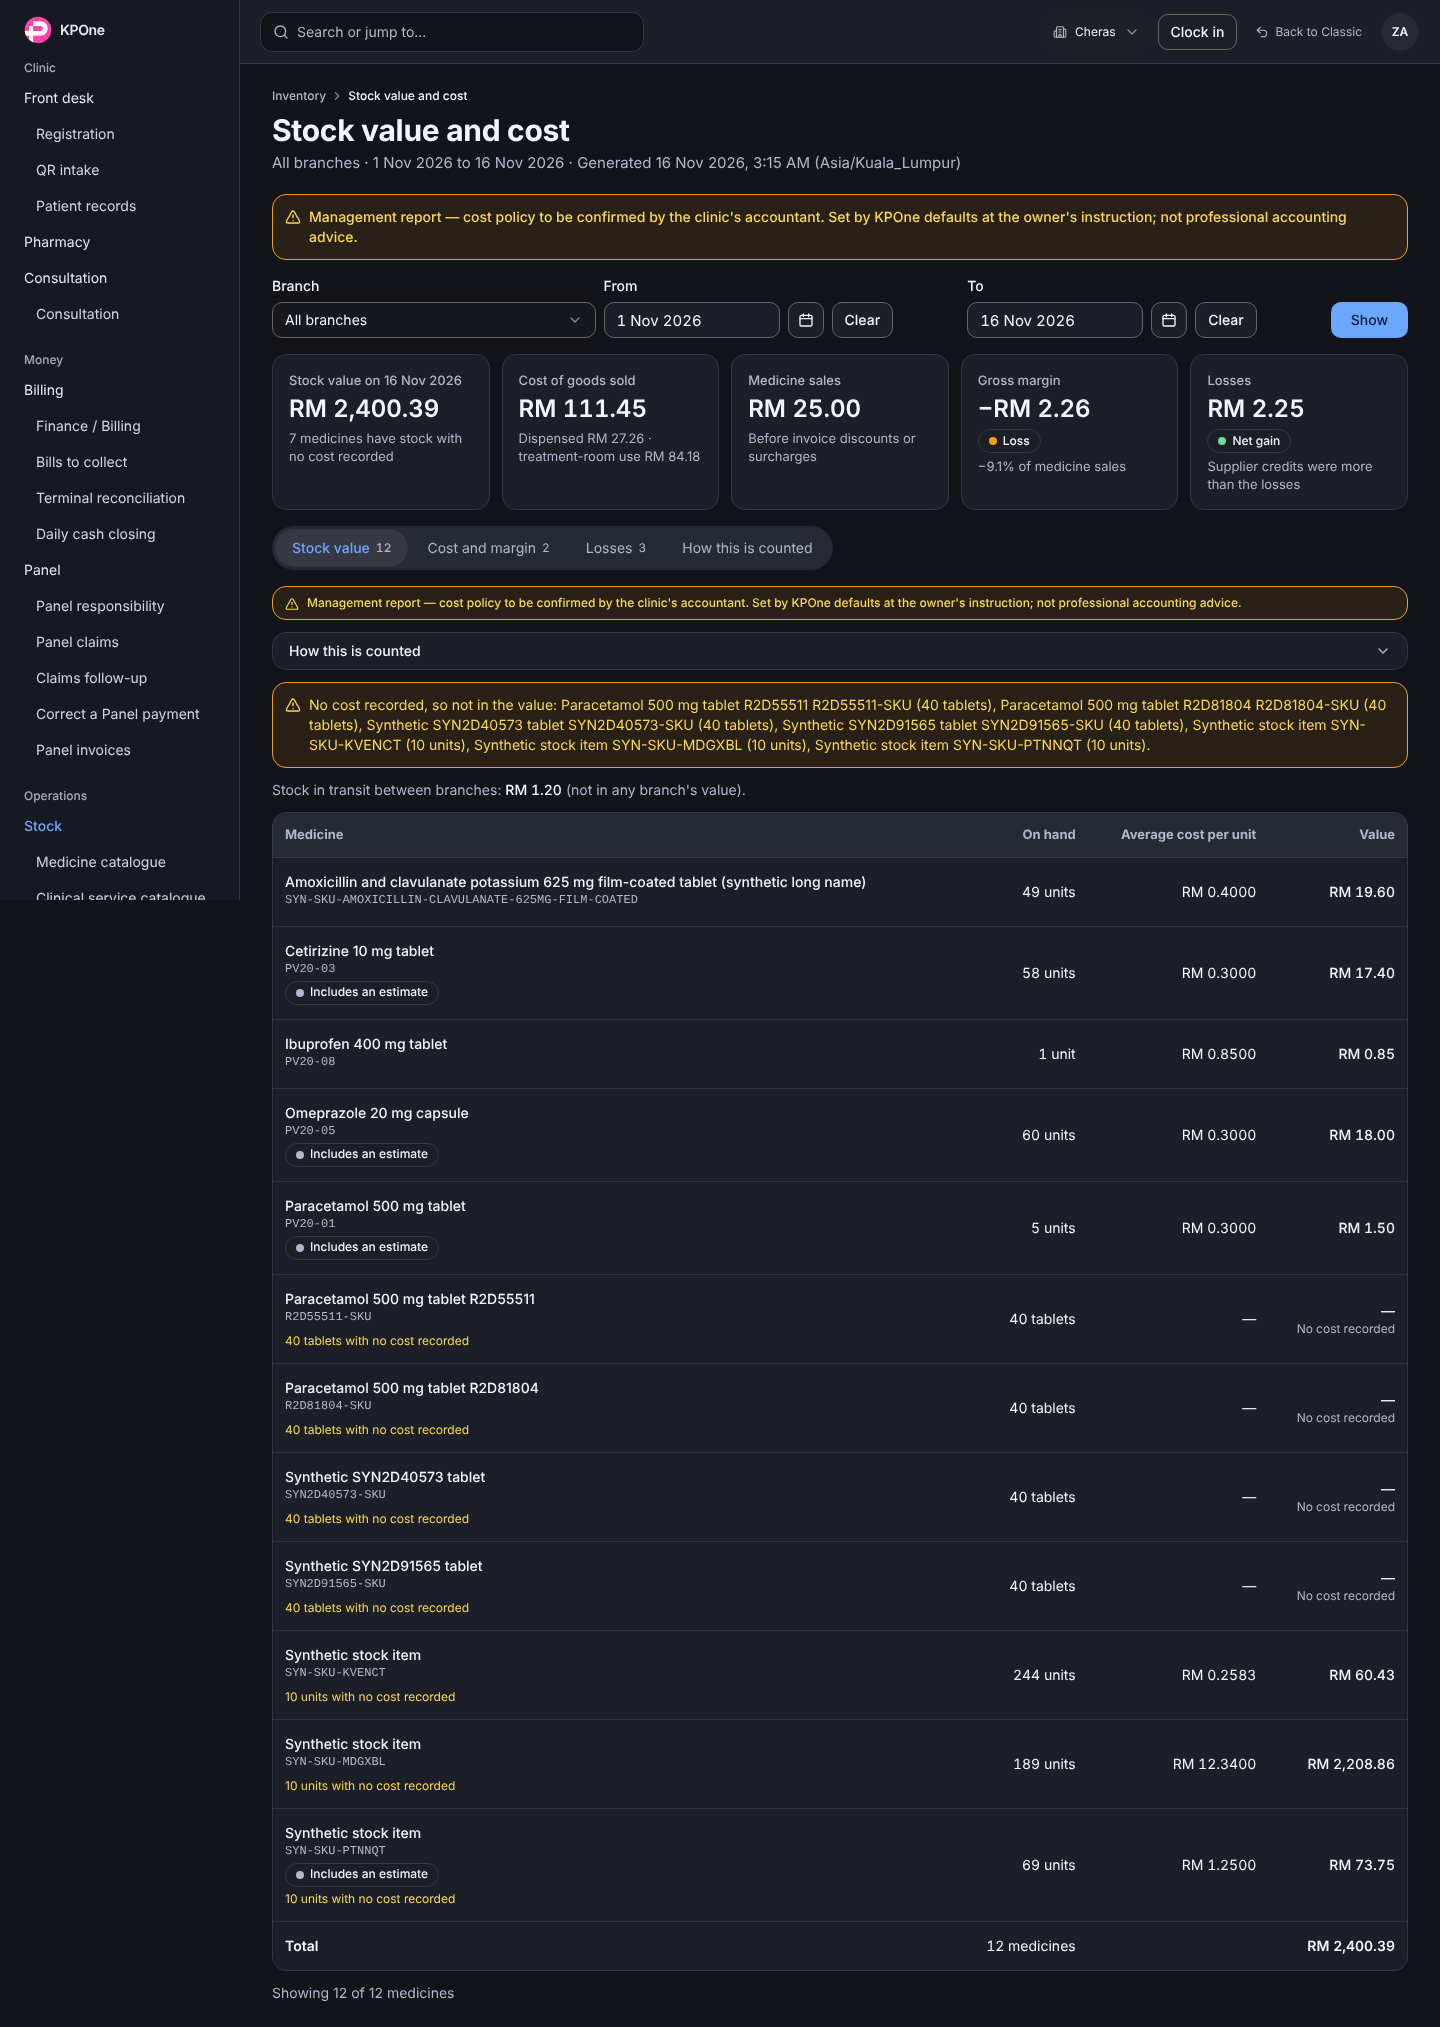 KPOne
Clinic
Front desk
Registration
QR intake
Patient records
Pharmacy
Consultation
Consultation
Money
Billing
Finance / Billing
Bills to collect
Terminal reconciliation
Daily cash closing
Panel
Panel responsibility
Panel claims
Claims follow-up
Correct a Panel payment
Panel invoices
Operations
Stock
Medicine catalogue
Clinical service catalogue
Search or jump to...
Cheras
Clock in
Back to Classic
ZA
Inventory > Stock value and cost
Stock value and cost
All branches · 1 Nov 2026 to 16 Nov 2026 · Generated 16 Nov 2026, 3:15 AM (Asia/Kuala_Lumpur)
Management report — cost policy to be confirmed by the clinic's accountant. Set by KPOne defaults at the owner's instruction; not professional accounting
advice.
Branch
All branches
From
1 Nov 2026
Clear
To
16 Nov 2026
Clear
Show
Stock value on 16 Nov 2026
RM 2,400.39
7 medicines have stock with
no cost recorded
Cost of goods sold
RM 111.45
Dispensed RM 27.26 ·
treatment-room use RM 84.18
Medicine sales
RM 25.00
Before invoice discounts or
surcharges
Gross margin
−RM 2.26
Loss
−9.1% of medicine sales
Losses
RM 2.25
Net gain
Supplier credits were more
than the losses
Stock value 12
Cost and margin 2
Losses 3
How this is counted
Management report — cost policy to be confirmed by the clinic's accountant. Set by KPOne defaults at the owner's instruction; not professional accounting advice.
How this is counted
No cost recorded, so not in the value: Paracetamol 500 mg tablet R2D55511 R2D55511-SKU (40 tablets), Paracetamol 500 mg tablet R2D81804 R2D81804-SKU (40
tablets), Synthetic SYN2D40573 tablet SYN2D40573-SKU (40 tablets), Synthetic SYN2D91565 tablet SYN2D91565-SKU (40 tablets), Synthetic stock item SYN-
SKU-KVENCT (10 units), Synthetic stock item SYN-SKU-MDGXBL (10 units), Synthetic stock item SYN-SKU-PTNNQT (10 units).
Stock in transit between branches: RM 1.20 (not in any branch's value).
Medicine On hand Average cost per unit Value
Amoxicillin and clavulanate potassium 625 mg film-coated tablet (synthetic long name)
SYN-SKU-AMOXICILLIN-CLAVULANATE-625MG-FILM-COATED
49 units RM 0.4000 RM 19.60
Cetirizine 10 mg tablet
PV20-03
Includes an estimate
58 units RM 0.3000 RM 17.40
Ibuprofen 400 mg tablet
PV20-08
1 unit RM 0.8500 RM 0.85
Omeprazole 20 mg capsule
PV20-05
Includes an estimate
60 units RM 0.3000 RM 18.00
Paracetamol 500 mg tablet
PV20-01
Includes an estimate
5 units RM 0.3000 RM 1.50
Paracetamol 500 mg tablet R2D55511
R2D55511-SKU
40 tablets with no cost recorded
40 tablets — —
No cost recorded
Paracetamol 500 mg tablet R2D81804
R2D81804-SKU
40 tablets with no cost recorded
40 tablets — —
No cost recorded
Synthetic SYN2D40573 tablet
SYN2D40573-SKU
40 tablets with no cost recorded
40 tablets — —
No cost recorded
Synthetic SYN2D91565 tablet
SYN2D91565-SKU
40 tablets with no cost recorded
40 tablets — —
No cost recorded
Synthetic stock item
SYN-SKU-KVENCT
10 units with no cost recorded
244 units RM 0.2583 RM 60.43
Synthetic stock item
SYN-SKU-MDGXBL
10 units with no cost recorded
189 units RM 12.3400 RM 2,208.86
Synthetic stock item
SYN-SKU-PTNNQT
Includes an estimate
10 units with no cost recorded
69 units RM 1.2500 RM 73.75
Total 12 medicines RM 2,400.39
Showing 12 of 12 medicines